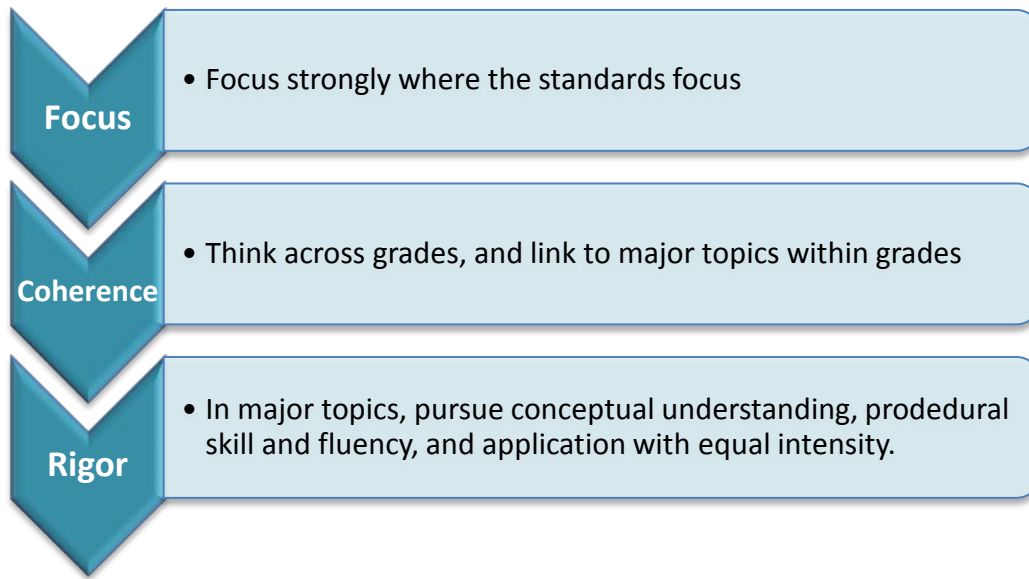 Focus
• Focus strongly where the standards focus
Coherence
• Think across grades, and link to major topics within grades
Rigor
• In major topics, pursue conceptual understanding, prodedural
skill and fluency, and application with equal intensity.